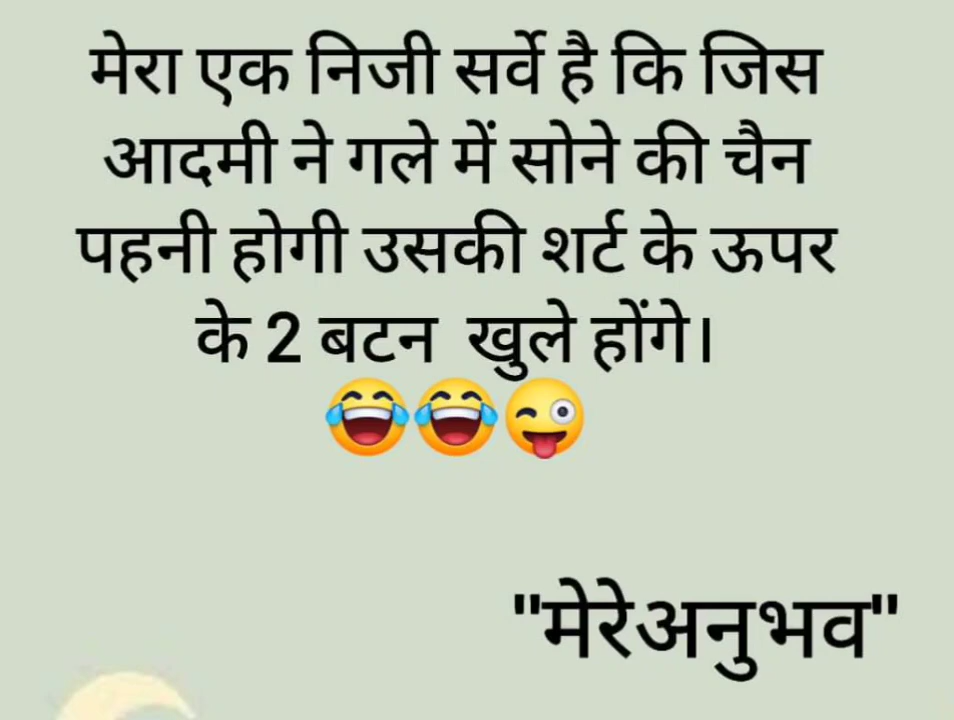 मेरा एक निजी सर्वे है कि जिस
आदमी ने गले में सोने की चैन
पहनी होगी उसकी शर्ट के ऊपर
के 2 बटन  खुले होंगे।
😂😂😜
"मेरेअनुभव"